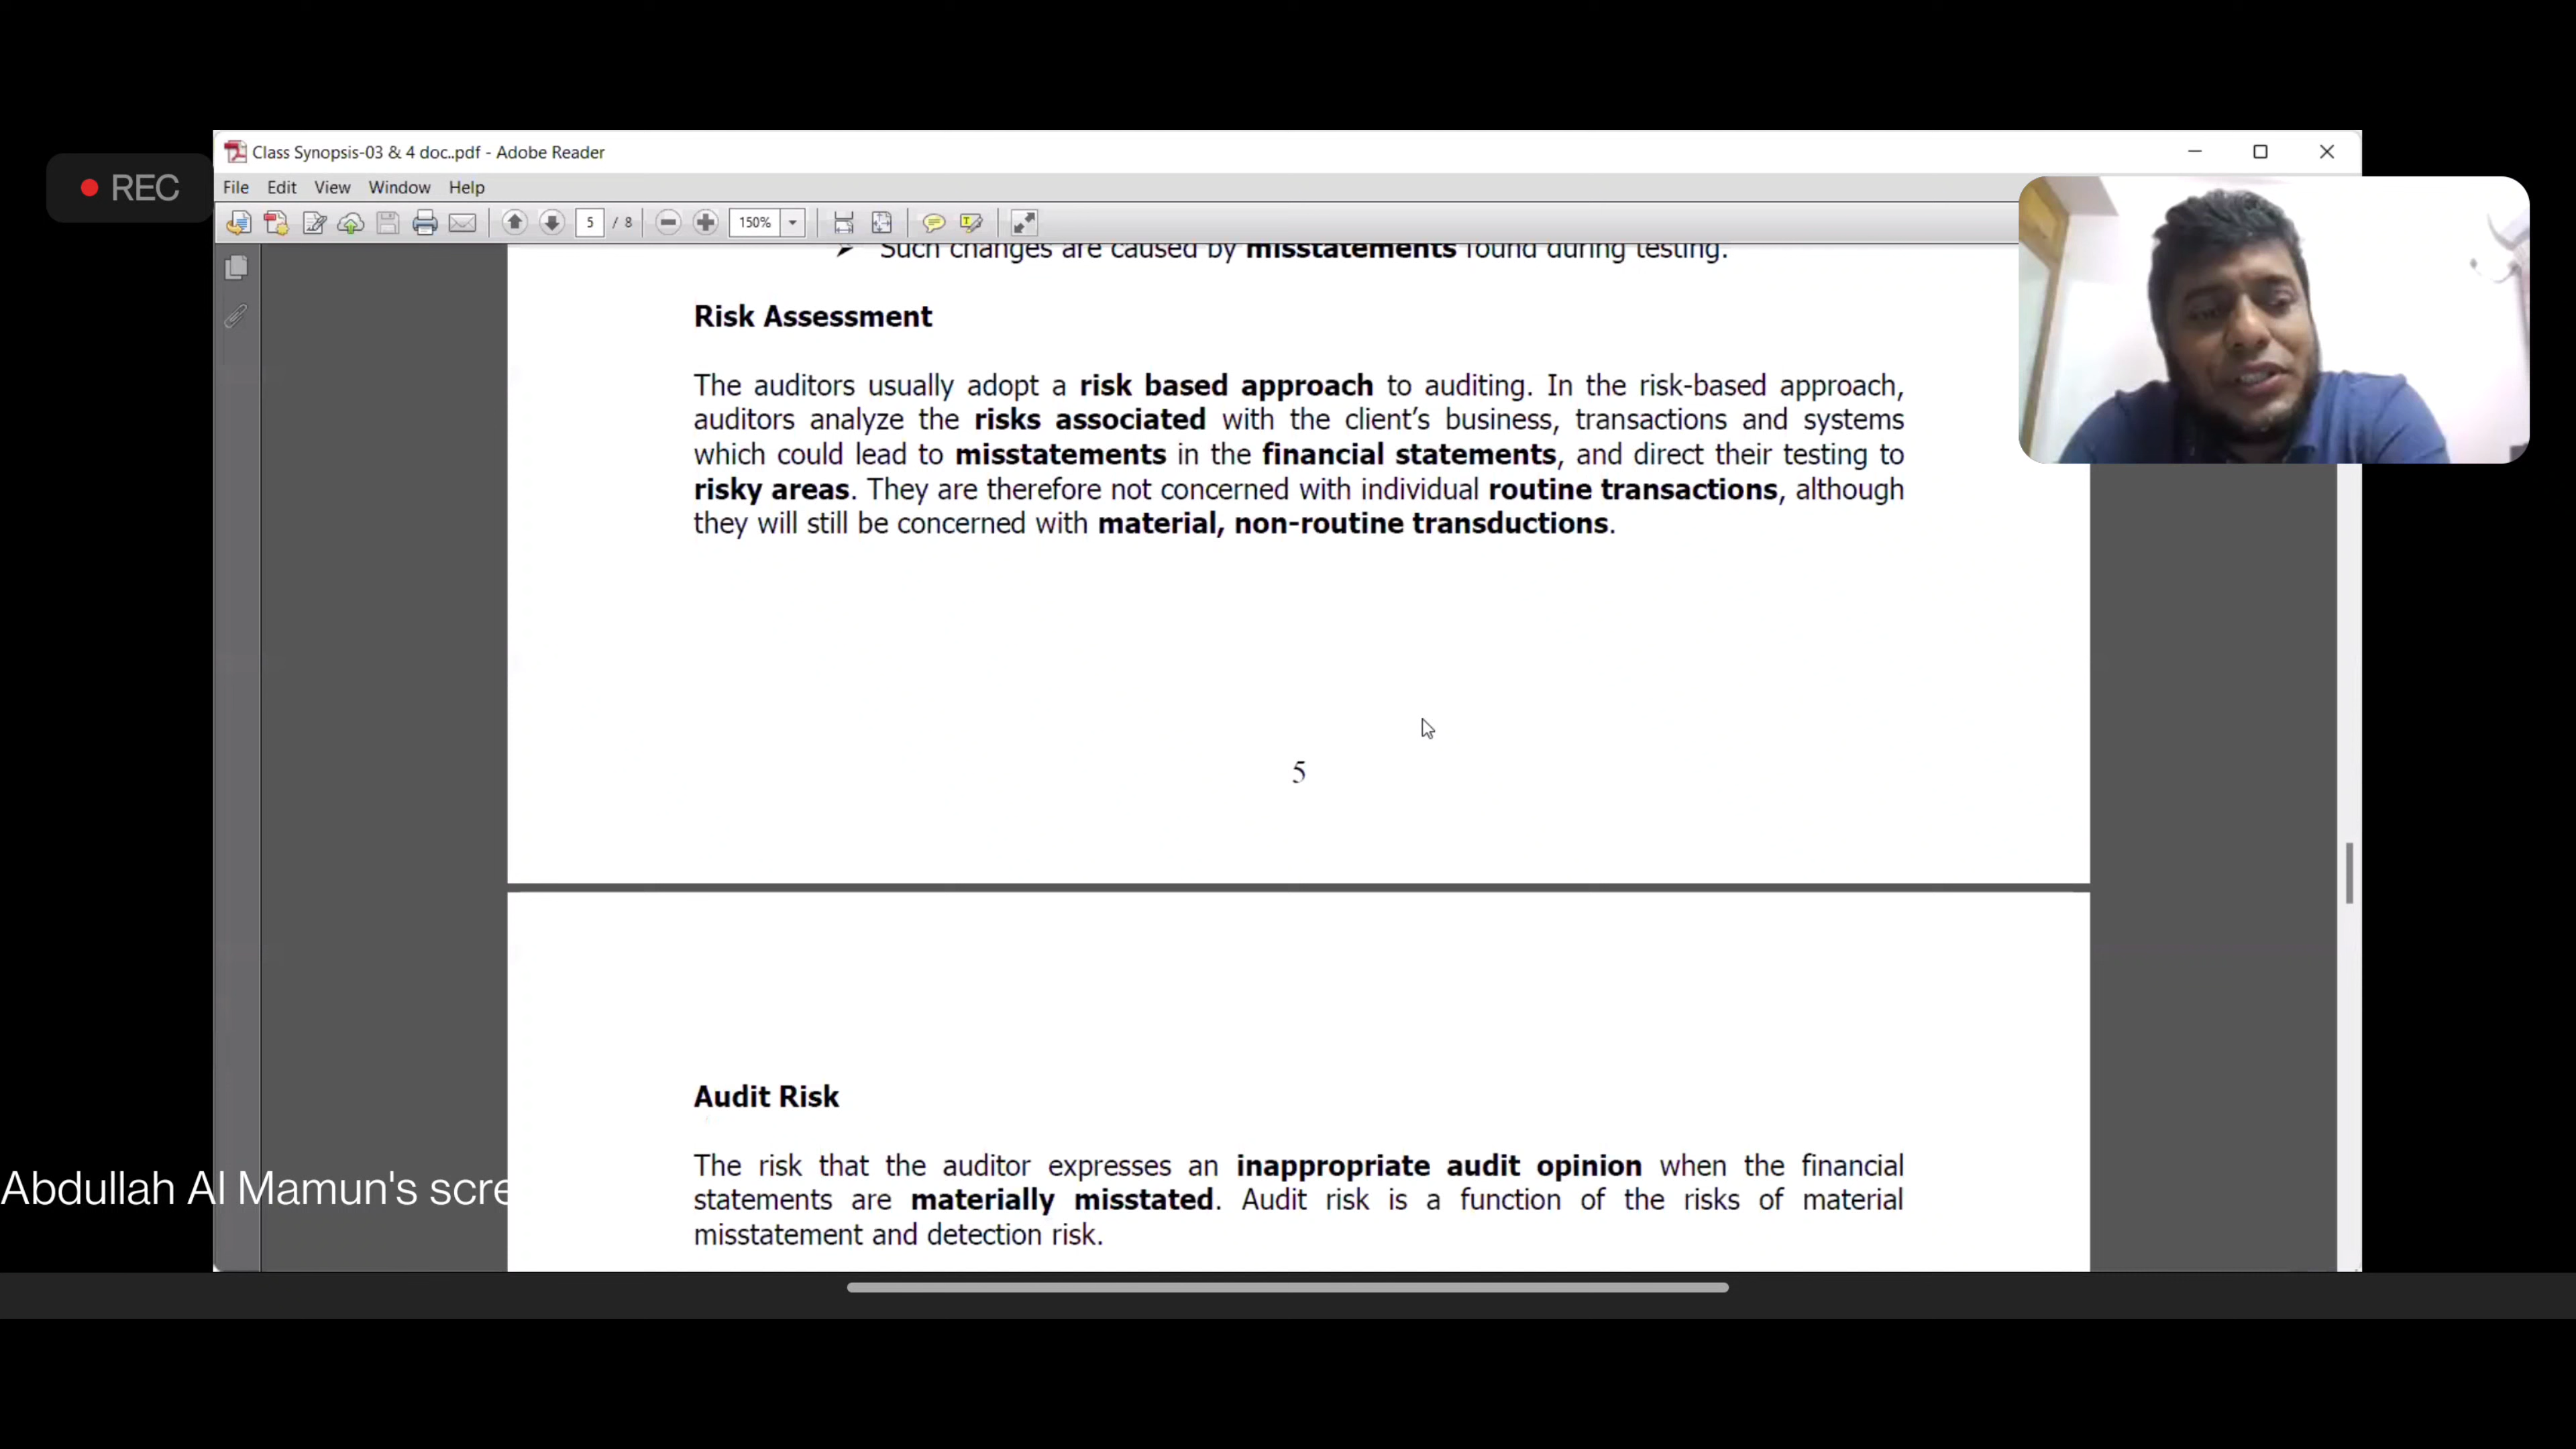 Class Synopsis-03 & 4 doc..pdf - Adobe Reader
REC
File Edit View Window Help
5 / 8 150%
Such changes are caused by misstatements found during testing.
Risk Assessment
The auditors usually adopt a risk based approach to auditing. In the risk-based approach,
auditors analyze the risks associated with the client's business, transactions and systems
which could lead to misstatements in the financial statements, and direct their testing to
risky areas. They are therefore not concerned with individual routine transactions, although
they will still be concerned with material, non-routine transductions.
5
Audit Risk
The risk that the auditor expresses an inappropriate audit opinion when the financial
statements are materially misstated. Audit risk is a function of the risks of material
misstatement and detection risk.
Abdullah Al Mamun's scre